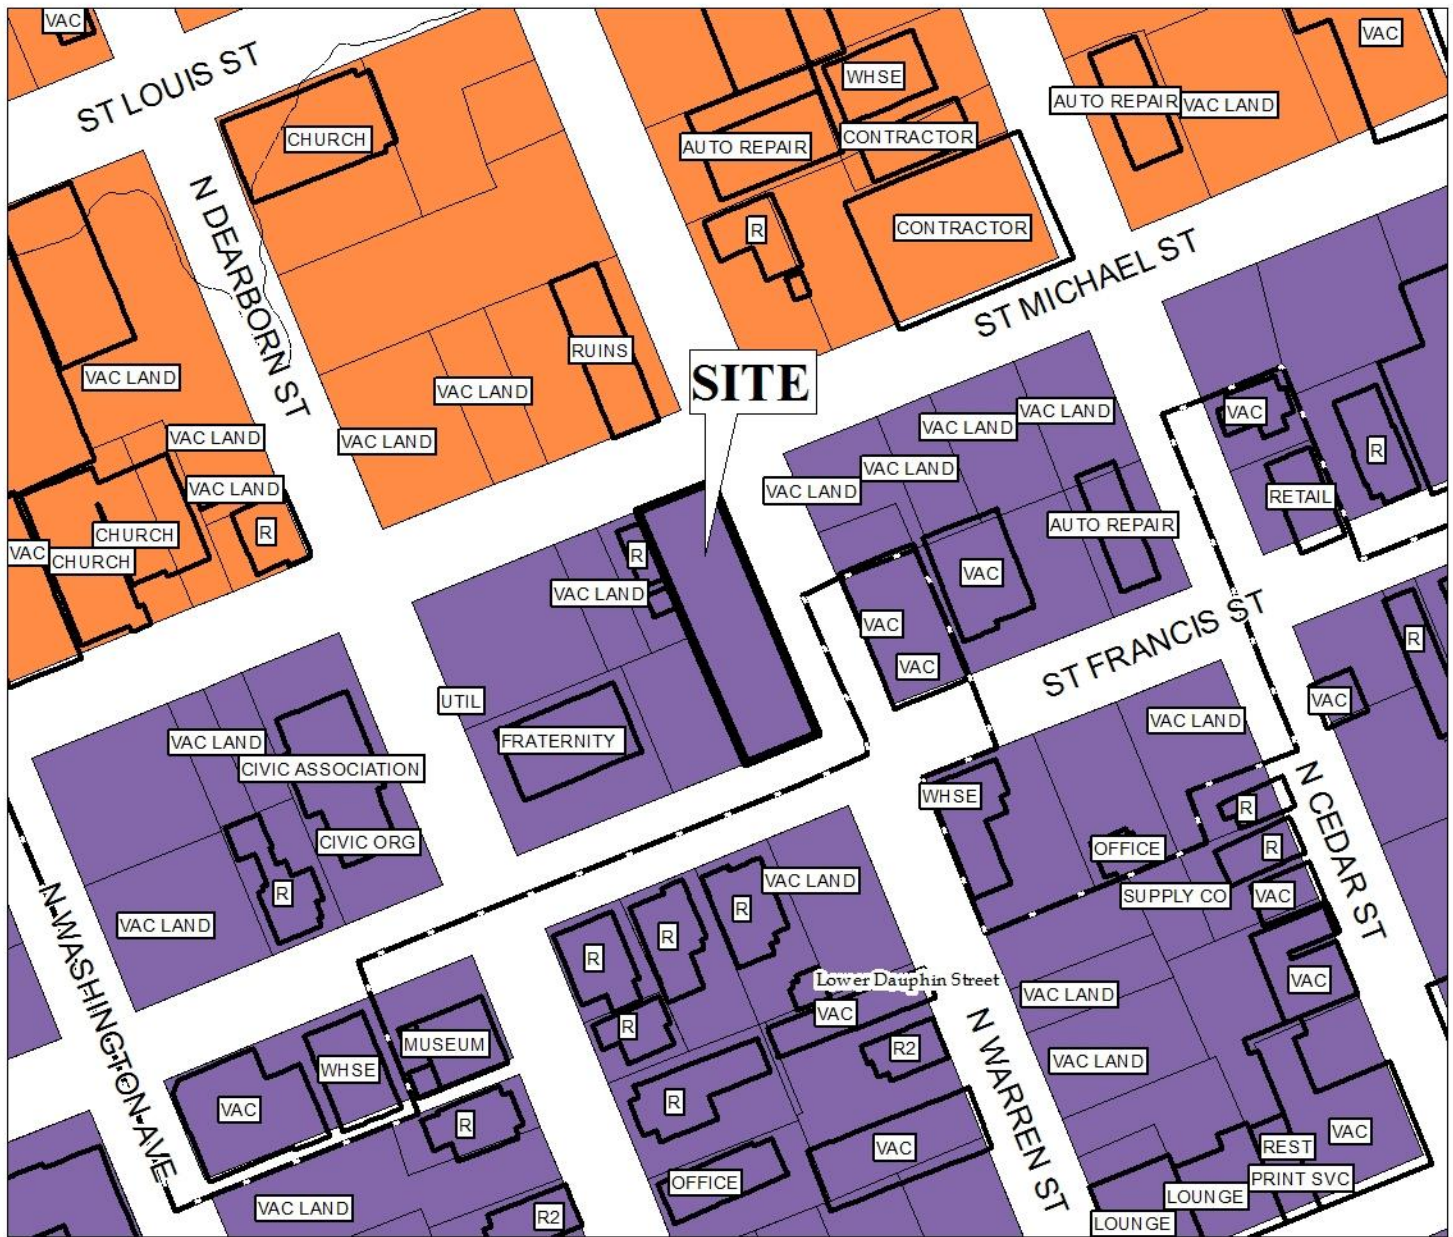 VAC
ST LOUIS ST
CHURCH
WHSE
AUTO REPAIR
CONTRACTOR
AUTO REPAIR
VAC LAND
VAC
R
CONTRACTOR
N DEARBORN ST
ST MICHAEL ST
VAC LAND
RUINS
VAC LAND
VAC LAND
SITE
VAC LAND
VAC LAND
VAC LAND
VAC LAND
VAC LAND
VAC LAND
VAC
R
RETAIL
AUTO REPAIR
CHURCH
R
VAC
CHURCH
R
VAC LAND
VAC
VAC
VAC
ST FRANCIS ST
R
VAC
UTIL
FRATERNITY
VAC LAND
CIVIC ASSOCIATION
VAC LAND
WHSE
N CEDAR ST
R
R
OFFICE
SUPPLY CO
VAC
CIVIC ORG
R
VAC LAND
N WASHINGTON AVE
VAC LAND
R
R
R
Lower Dauphin Street
VAC
R
R2
VAC LAND
VAC
VAC LAND
N WARREN ST
MUSEUM
WHSE
VAC
R
R
VAC
OFFICE
VAC LAND
R2
REST
VAC
PRINT SVC
LOUNGE
LOUNGE